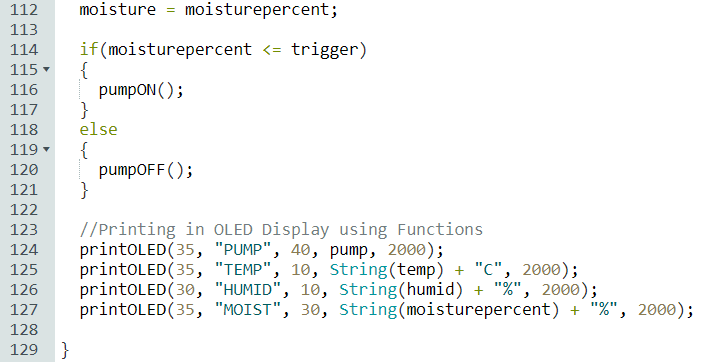 112 moisture = moisturepercent;
113
114 if(moisturepercent <= trigger)
115 {
116 pumpON();
117 }
118 else
119 {
120 pumpOFF();
121 }
122
123 //Printing in OLED Display using Functions
124 printOLED(35, "PUMP", 40, pump, 2000);
125 printOLED(35, "TEMP", 10, String(temp) + "C", 2000);
126 printOLED(30, "HUMID", 10, String(humid) + "%", 2000);
127 printOLED(35, "MOIST", 30, String(moisturepercent) + "%", 2000);
128
129 }